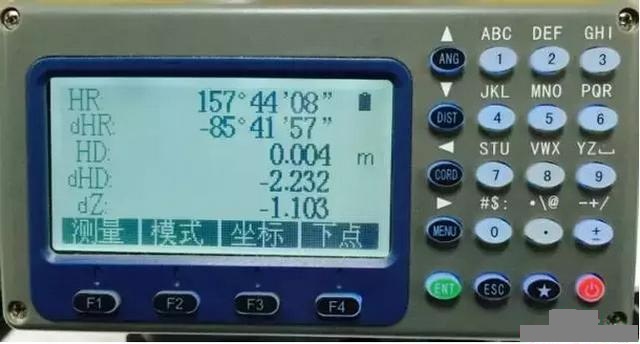 HR: 157°44'08"
dHR: -85°41'57"
HD: 0.004 m
dHD: -2.232
dZ: -1.103
测量 模式 坐标 下点
F1 F2 F3 F4
▲ ABC DEF GHI
ANG 1 2 3
▼ JKL MNO PQR
DIST 4 5 6
◀ STU VWX YZ⌴
CORD 7 8 9
▶ #$: •\@ -+/
MENU 0 • ±
ENT ESC ★